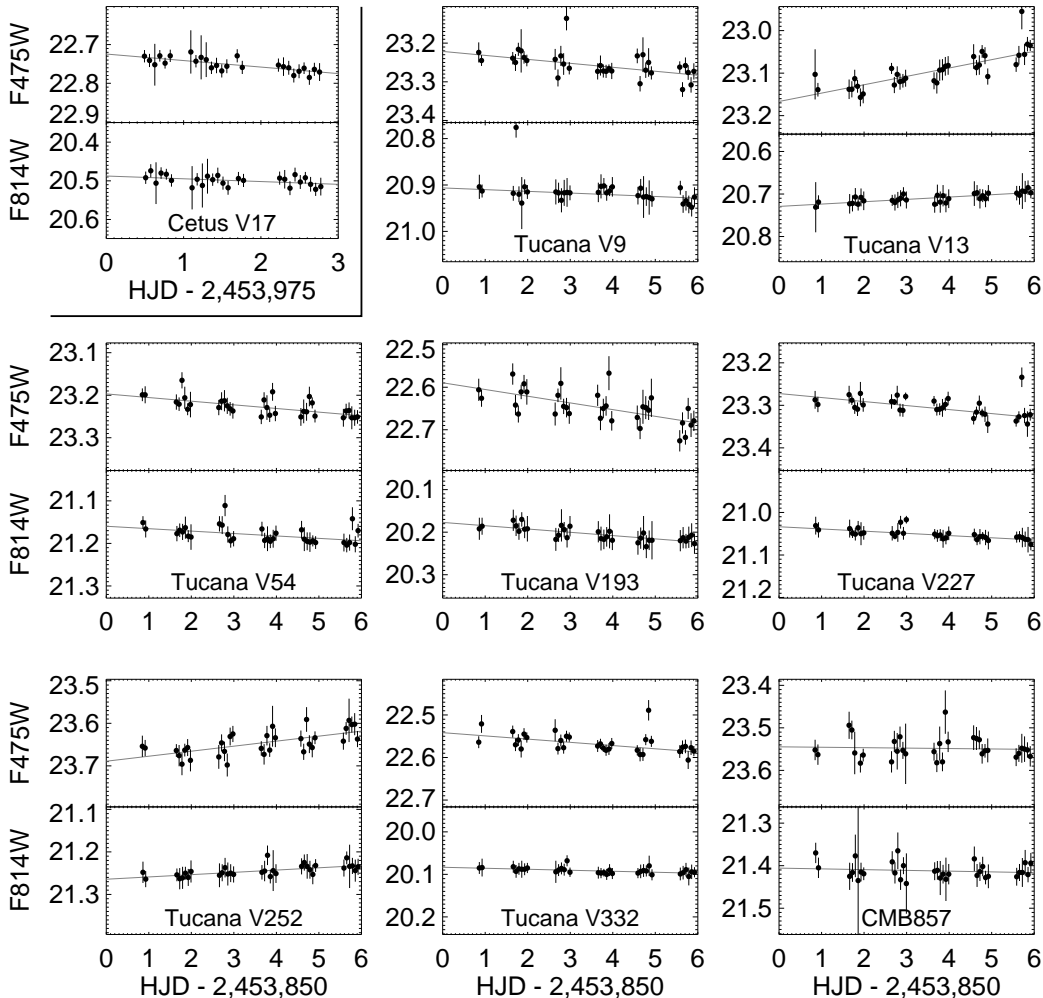 F475W
22.7
22.8
22.9
F814W
20.4
20.5
20.6
Cetus V17
0 1 2 3
HJD - 2,453,975
23.2
23.3
23.4
20.8
20.9
21.0
Tucana V9
0 1 2 3 4 5 6
23.0
23.1
23.2
20.6
20.7
20.8
Tucana V13
0 1 2 3 4 5 6
F475W
23.1
23.2
23.3
F814W
21.1
21.2
21.3
Tucana V54
0 1 2 3 4 5 6
22.5
22.6
22.7
20.1
20.2
20.3
Tucana V193
0 1 2 3 4 5 6
23.2
23.3
23.4
21.0
21.1
21.2
Tucana V227
0 1 2 3 4 5 6
F475W
23.5
23.6
23.7
F814W
21.1
21.2
21.3
Tucana V252
0 1 2 3 4 5 6
HJD - 2,453,850
22.5
22.6
22.7
20.0
20.1
20.2
Tucana V332
0 1 2 3 4 5 6
HJD - 2,453,850
23.4
23.5
23.6
21.3
21.4
21.5
CMB857
0 1 2 3 4 5 6
HJD - 2,453,850